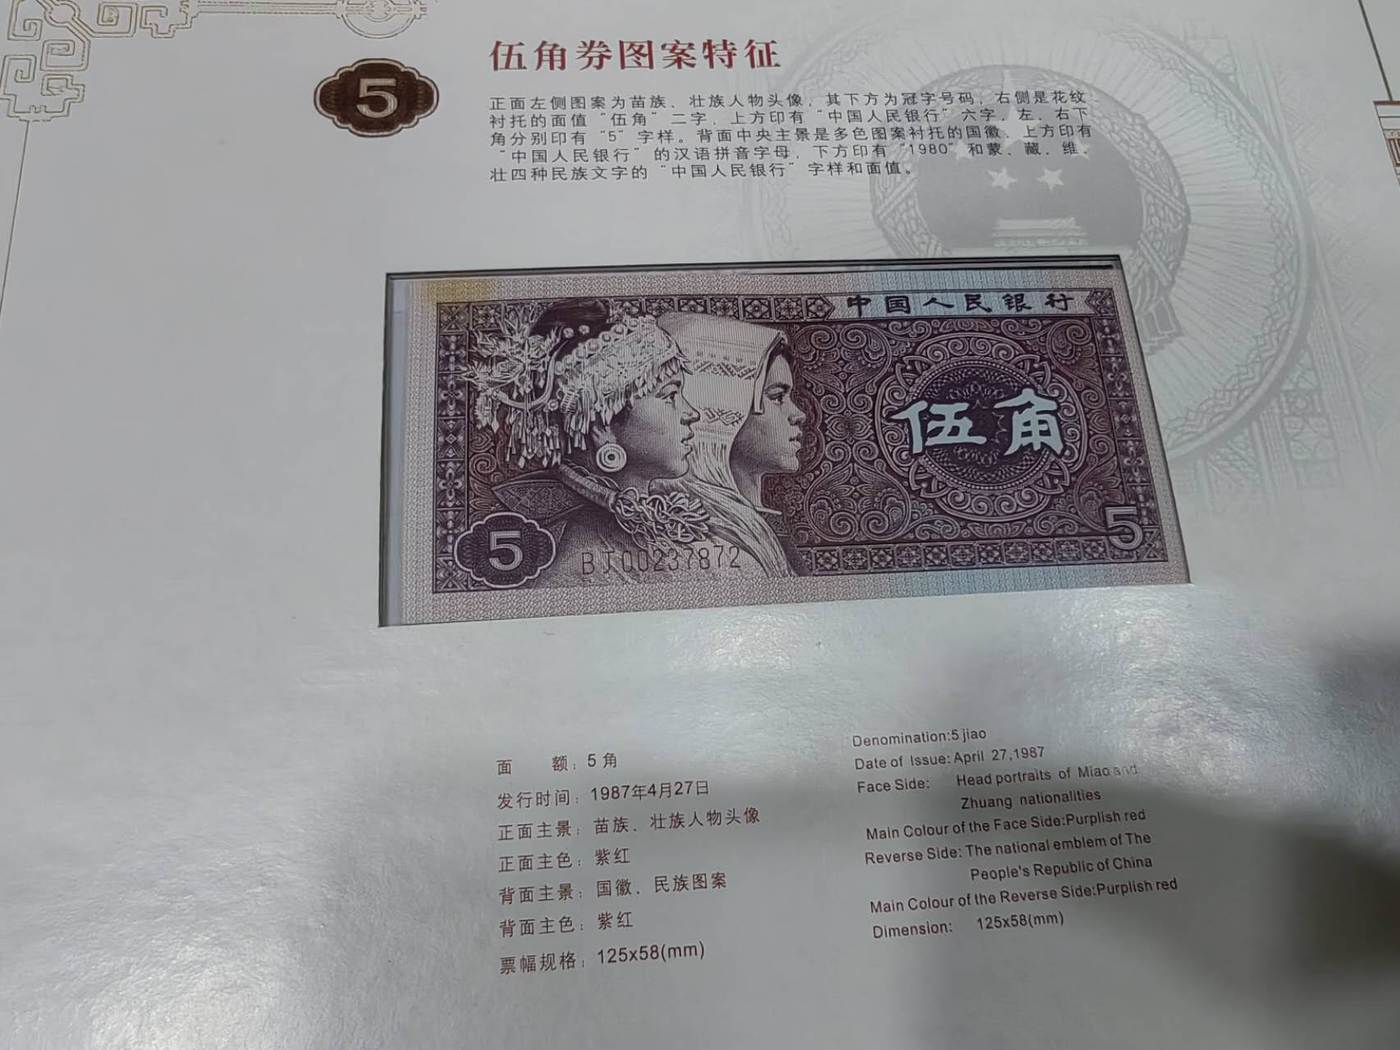 伍角券图案特征
5
正面左侧图案为苗族、壮族人物头像，其下方为冠字号码，右侧是花纹
衬托的面值“伍角”二字，上方印有“中国人民银行”六字，左、右下
角分别印有“5”字样。背面中央主景是多色图案衬托的国徽、上方印有
“中国人民银行”的汉语拼音字母，下方印有“1980”和蒙、藏、维、
壮四种民族文字的“中国人民银行”字样和面值。
中国人民银行
伍角
5
5
BJ00237872
面 额：5角
发行时间：1987年4月27日
正面主景：苗族、壮族人物头像
正面主色：紫红
背面主景：国徽、民族图案
背面主色：紫红
票幅规格：125x58(mm)
Denomination:5 jiao
Date of Issue: April 27,1987
Face Side: Head portraits of Miao and
Zhuang nationalities
Main Colour of the Face Side:Purplish red
Reverse Side: The national emblem of The
People's Republic of China
Main Colour of the Reverse Side:Purplish red
Dimension: 125x58(mm)